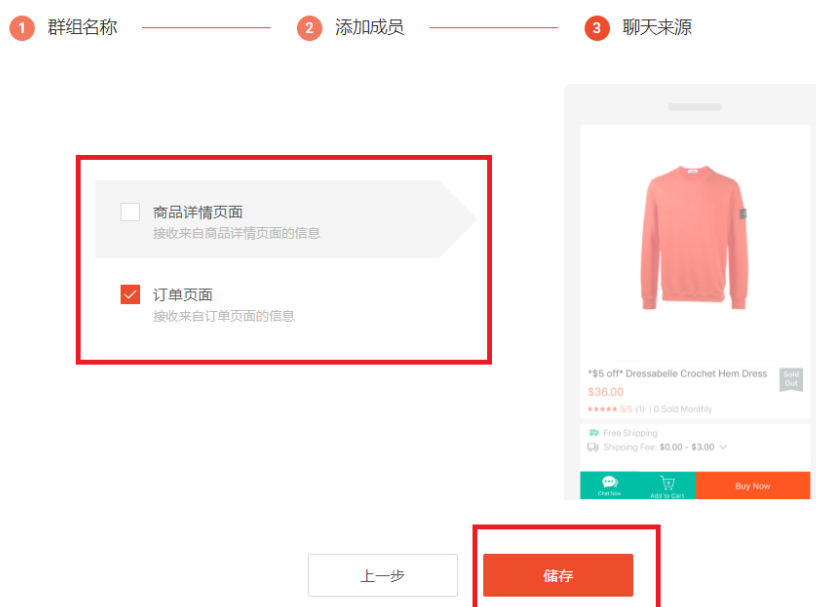 1 群组名称
2 添加成员
3 聊天来源
商品详情页面
接收来自商品详情页面的信息
订单页面
接收来自订单页面的信息
*$5 off* Dressabelle Crochet Hem Dress
Sold Out
$36.00
★★★★★ 5/5 (1) | 0 Sold Monthly
Free Shipping
Shipping Fee: $0.00 - $3.00
Chat Now
Add to Cart
Buy Now
上一步
储存